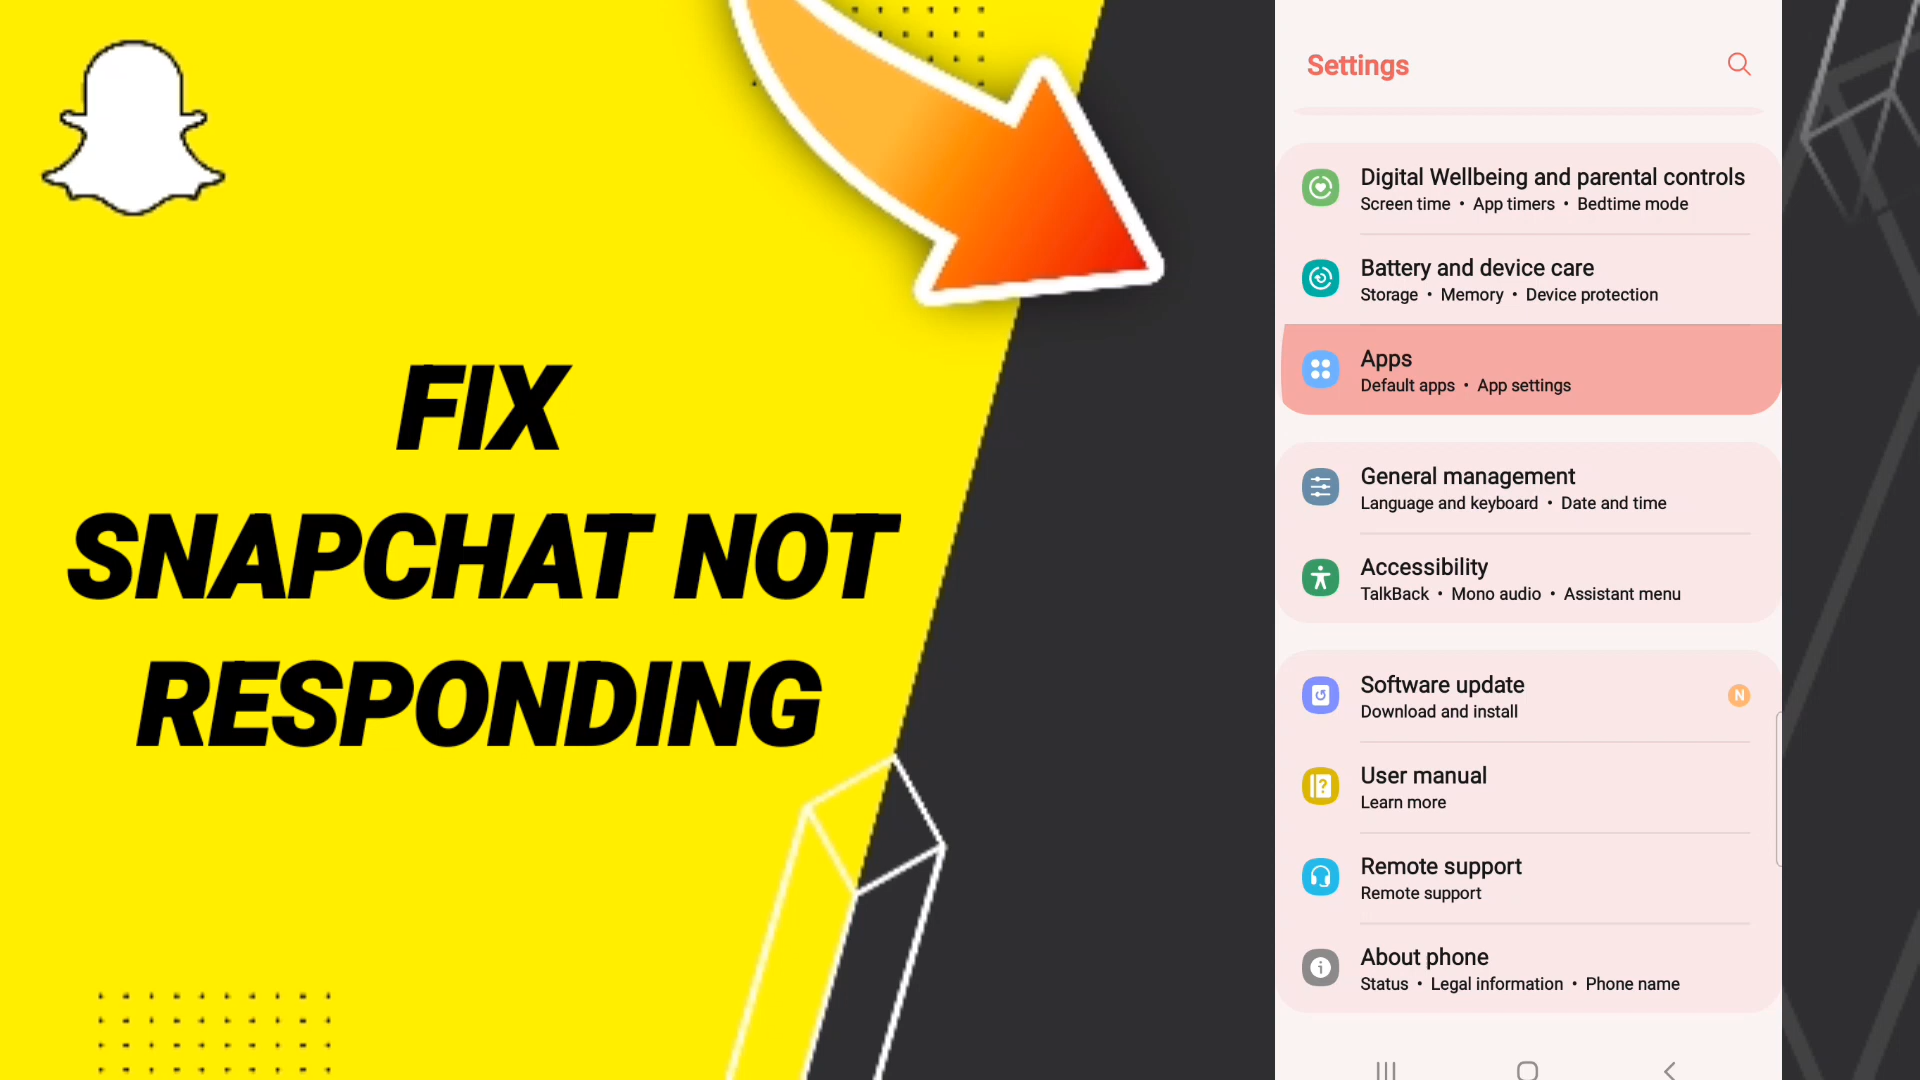 FIX
SNAPCHAT NOT
RESPONDING
Settings
Digital Wellbeing and parental controls
Screen time • App timers • Bedtime mode
Battery and device care
Storage • Memory • Device protection
Apps
Default apps • App settings
General management
Language and keyboard • Date and time
Accessibility
TalkBack • Mono audio • Assistant menu
Software update
N
Download and install
User manual
Learn more
Remote support
Remote support
About phone
Status • Legal information • Phone name